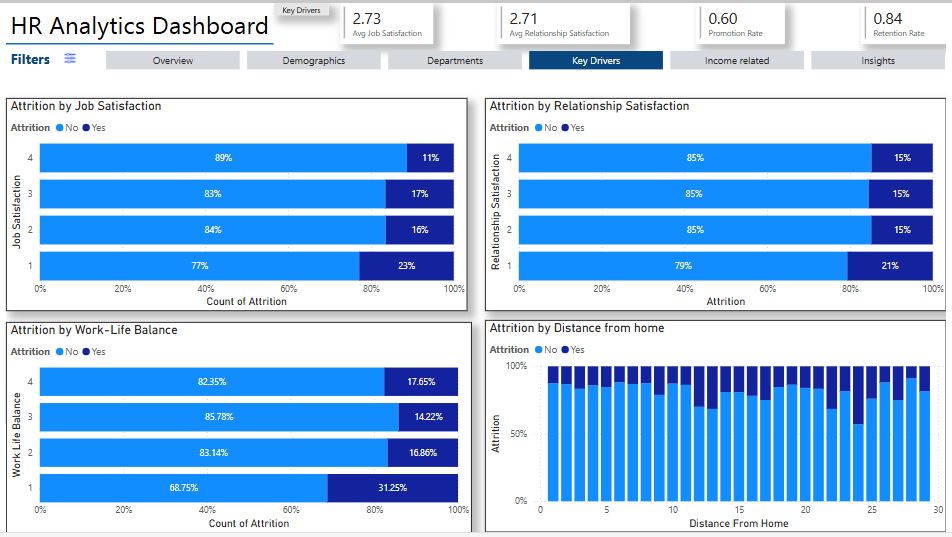 HR Analytics Dashboard
Key Drivers
2.73
Avg Job Satisfaction
2.71
Avg Relationship Satisfaction
0.60
Promotion Rate
0.84
Retention Rate
Filters
Overview
Demographics
Departments
Key Drivers
Income related
Insights
Attrition by Job Satisfaction
Attrition No Yes
Job Satisfaction
4 89% 11%
3 83% 17%
2 84% 16%
1 77% 23%
0% 20% 40% 60% 80% 100%
Count of Attrition
Attrition by Relationship Satisfaction
Attrition No Yes
Relationship Satisfaction
4 85% 15%
3 85% 15%
2 85% 15%
1 79% 21%
0% 20% 40% 60% 80% 100%
Attrition
Attrition by Work-Life Balance
Attrition No Yes
Work Life Balance
4 82.35% 17.65%
3 85.78% 14.22%
2 83.14% 16.86%
1 68.75% 31.25%
0% 20% 40% 60% 80% 100%
Count of Attrition
Attrition by Distance from home
Attrition No Yes
Attrition
100%
50%
0%
0 5 10 15 20 25 30
Distance From Home